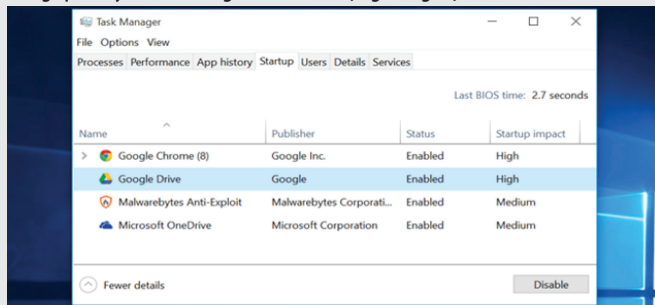 Task Manager
File Options View
Processes Performance App history Startup Users Details Services
Last BIOS time: 2.7 seconds
Name Publisher Status Startup impact
Google Chrome (8) Google Inc. Enabled High
Google Drive Google Enabled High
Malwarebytes Anti-Exploit Malwarebytes Corporati... Enabled Medium
Microsoft OneDrive Microsoft Corporation Enabled Medium
Fewer details Disable